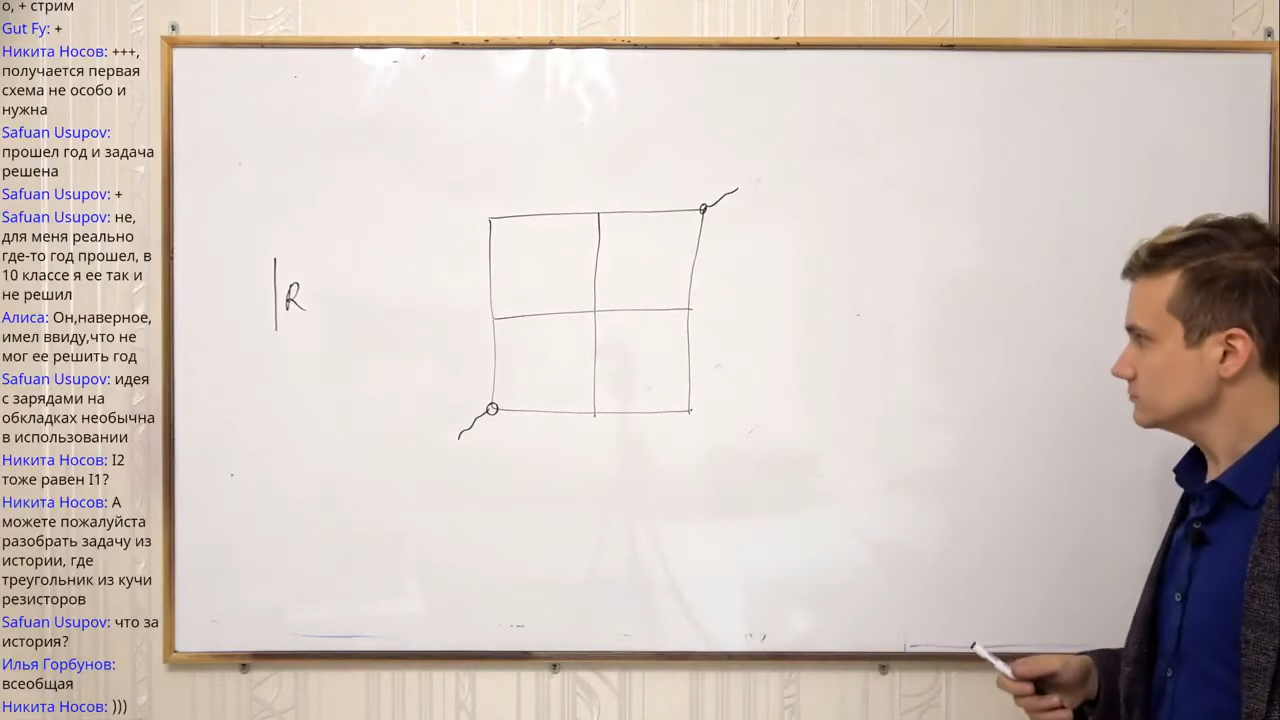 о, + стрим
Gut Fy: +
Никита Носов: +++,
получается первая
схема не особо и
нужна
Safuan Usupov:
прошел год и задача
решена
Safuan Usupov: +
Safuan Usupov: не,
для меня реально
где-то год прошел, в
10 классе я ее так и
не решил
Алиса: Он,наверное,
имел ввиду,что не
мог ее решить год
Safuan Usupov: идея
с зарядами на
обкладках необычна
в использовании
Никита Носов: I2
тоже равен I1?
Никита Носов: А
можете пожалуйста
разобрать задачу из
истории, где
треугольник из кучи
резисторов
Safuan Usupov: что за
история?
Илья Горбунов:
всеобщая
Никита Носов: )))
R